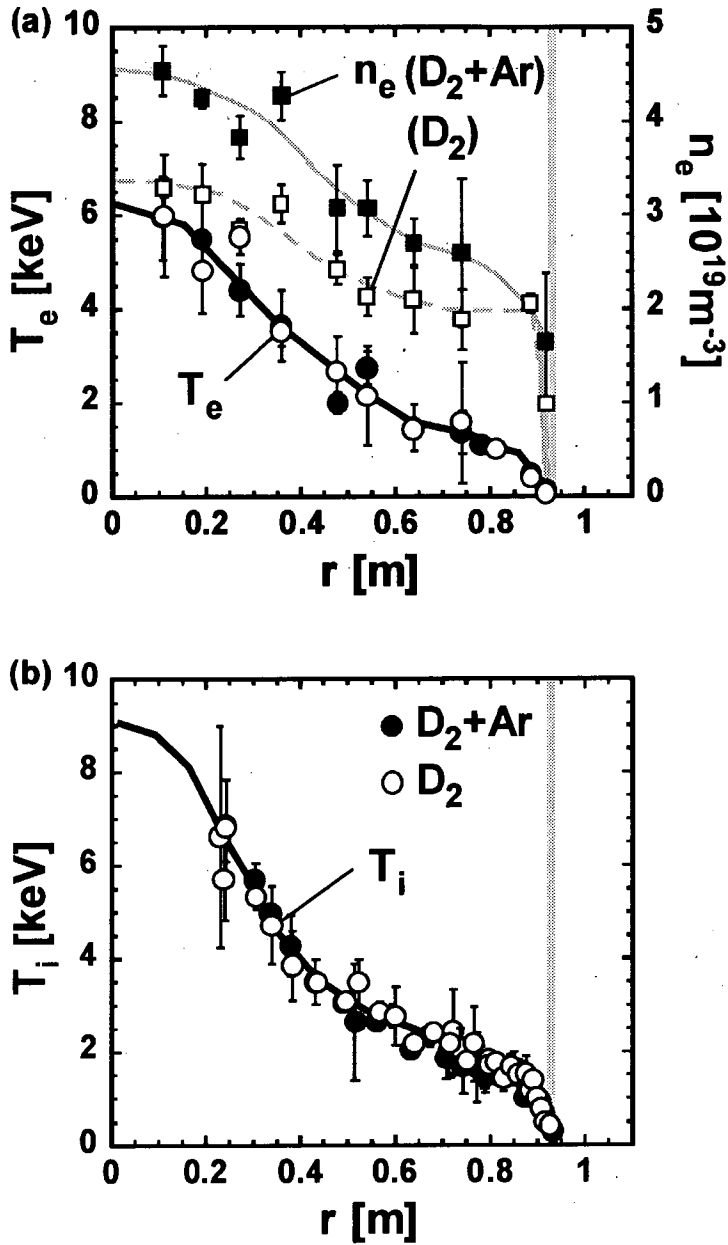 (a)
10
8
6
4
2
0
T_e [keV]
n_e (D_2+Ar)
(D_2)
T_e
5
4
3
2
1
0
n_e [10^19 m^-3]
0 0.2 0.4 0.6 0.8 1
r [m]
(b)
10
8
6
4
2
0
T_i [keV]
D_2+Ar
D_2
T_i
0 0.2 0.4 0.6 0.8 1
r [m]